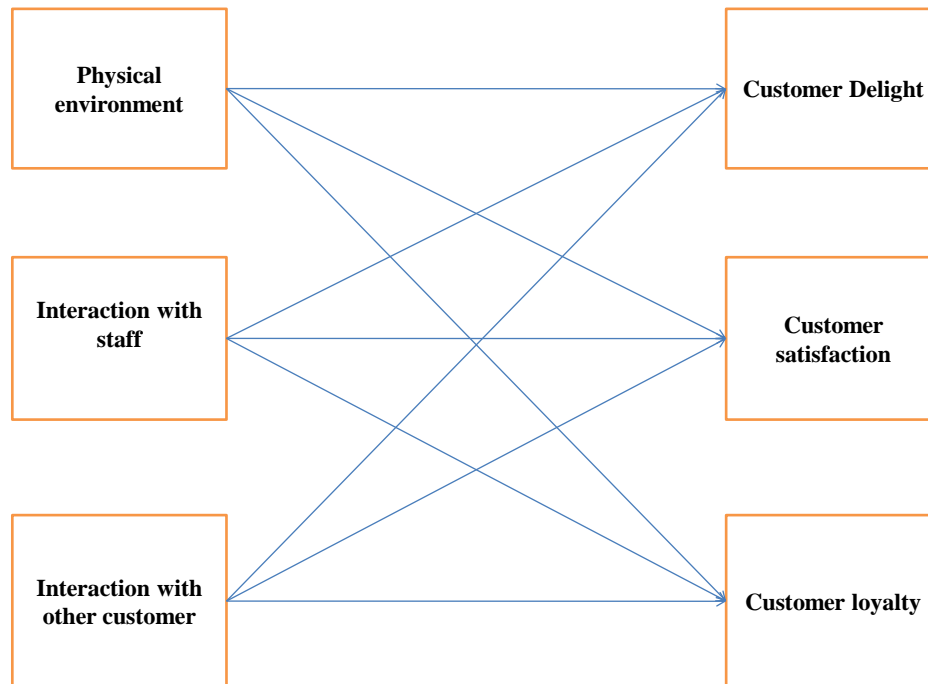 Physical
environment
Customer Delight
Interaction with
staff
Customer
satisfaction
Interaction with
other customer
Customer loyalty